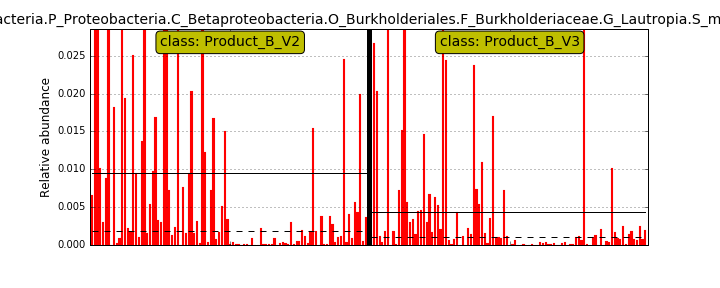 acteria.P_Proteobacteria.C_Betaproteobacteria.O_Burkholderiales.F_Burkholderiaceae.G_Lautropia.S_m
class: Product_B_V2
class: Product_B_V3
Relative abundance
0.025
0.020
0.015
0.010
0.005
0.000